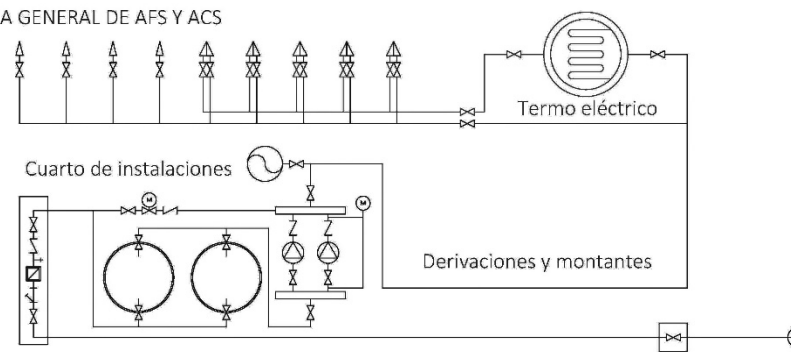 A GENERAL DE AFS Y ACS
Termo eléctrico
Cuarto de instalaciones
M
M
Derivaciones y montantes